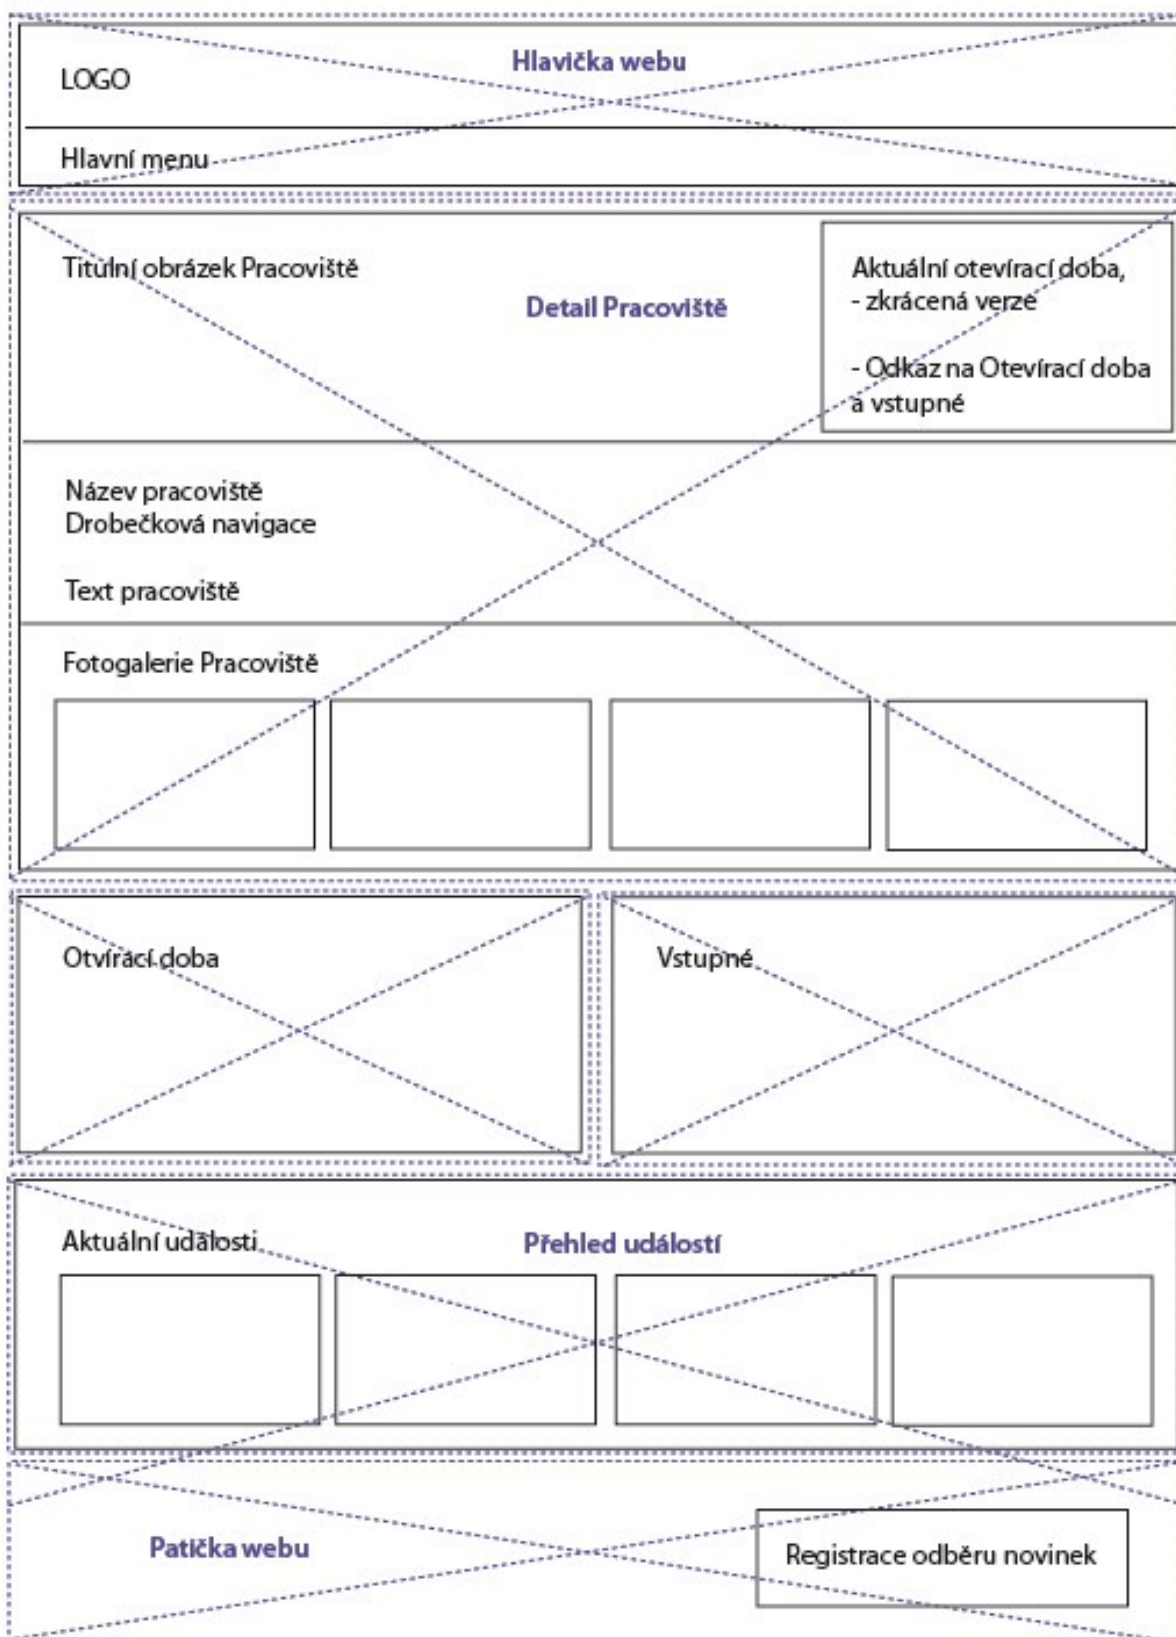 Hlavička webu
LOGO
Hlavní menu
Titulní obrázek Pracoviště
Detail Pracoviště
Aktuální otevírací doba,
- zkrácená verze
- Odkaz na Otevírací doba
a vstupné
Název pracoviště
Drobečková navigace
Text pracoviště
Fotogalerie Pracoviště
Otvírací doba
Vstupné
Aktuální události
Přehled událostí
Patička webu
Registrace odběru novinek